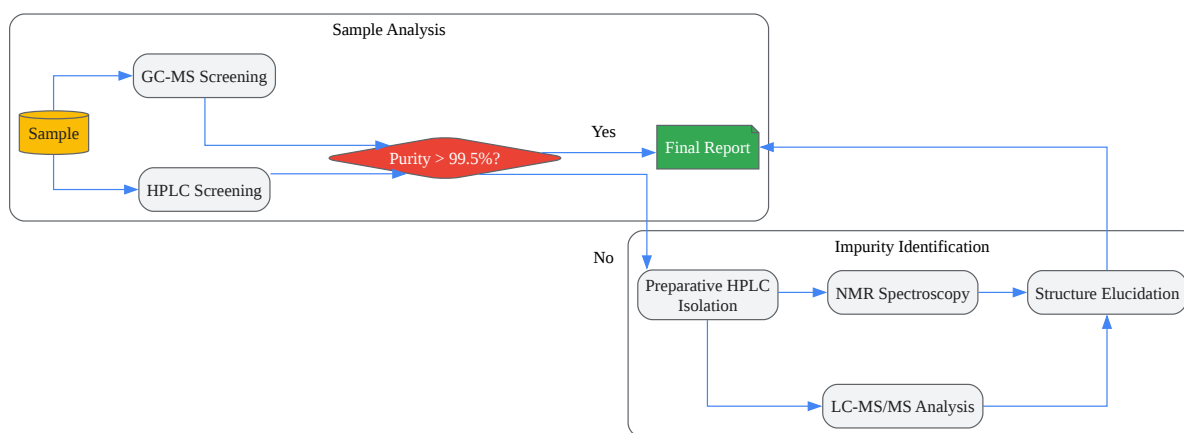 Sample Analysis
GC-MS Screening
Sample
HPLC Screening
Purity > 99.5%?
Yes
Final Report
No
Impurity Identification
Preparative HPLC
Isolation
NMR Spectroscopy
Structure Elucidation
LC-MS/MS Analysis